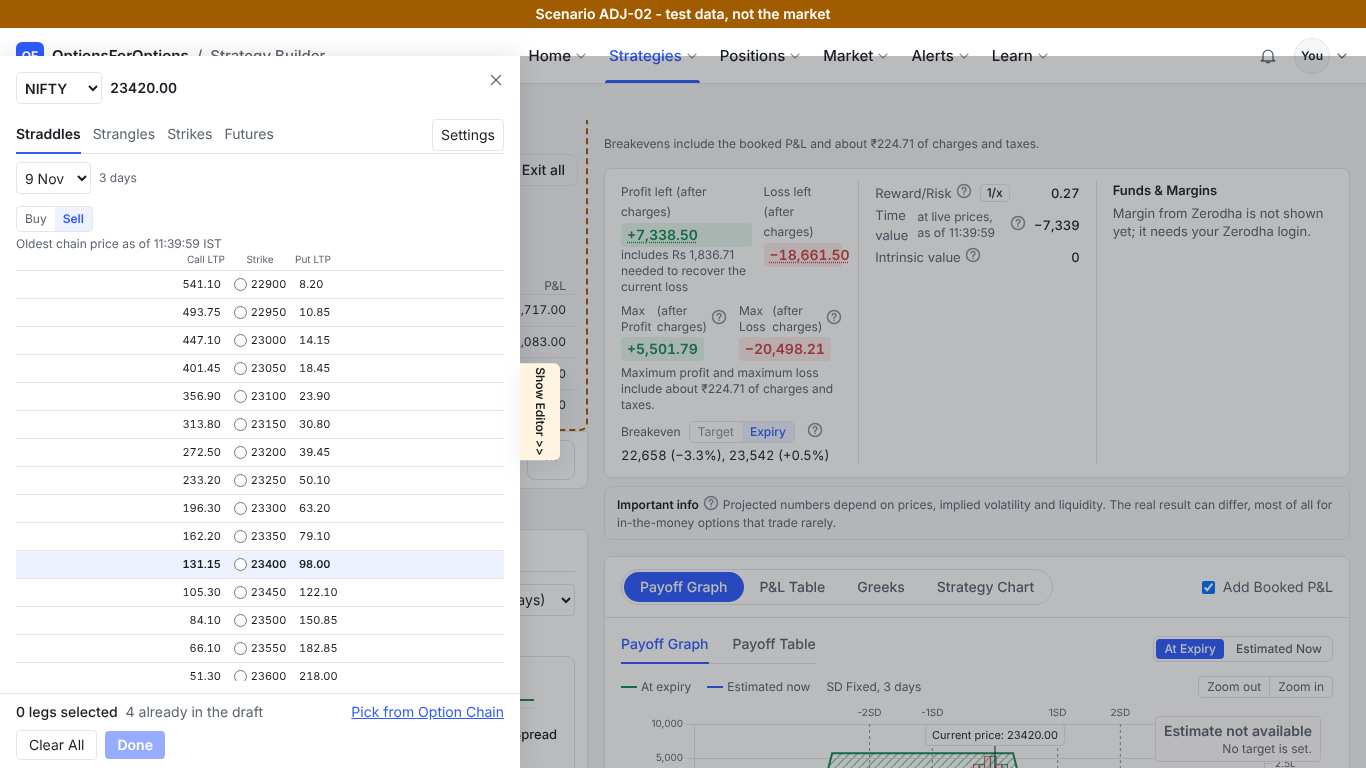 Scenario ADJ-02 - test data, not the market
OptionsForOptions / Strategy Builder
Home
Strategies
Positions
Market
Alerts
Learn
You
NIFTY
23420.00
Straddles
Strangles
Strikes
Futures
Settings
9 Nov
3 days
Buy
Sell
Oldest chain price as of 11:39:59 IST
Call LTP Strike Put LTP
541.10 22900 8.20
493.75 22950 10.85
447.10 23000 14.15
401.45 23050 18.45
356.90 23100 23.90
313.80 23150 30.80
272.50 23200 39.45
233.20 23250 50.10
196.30 23300 63.20
162.20 23350 79.10
131.15 23400 98.00
105.30 23450 122.10
84.10 23500 150.85
66.10 23550 182.85
51.30 23600 218.00
0 legs selected 4 already in the draft
Pick from Option Chain
Clear All
Done
Exit all
P&L
,717.00
,083.00
0
0
Show Editor >>
ays)
pread
Breakevens include the booked P&L and about ₹224.71 of charges and taxes.
Profit left (after
charges)
+7,338.50
includes Rs 1,836.71
needed to recover the
current loss
Loss left
(after
charges)
−18,661.50
Max Profit (after charges)
+5,501.79
Max Loss (after charges)
−20,498.21
Maximum profit and maximum loss
include about ₹224.71 of charges and
taxes.
Breakeven
Target
Expiry
22,658 (−3.3%), 23,542 (+0.5%)
Reward/Risk 1/x 0.27
Time value at live prices, as of 11:39:59 −7,339
Intrinsic value 0
Funds & Margins
Margin from Zerodha is not shown
yet; it needs your Zerodha login.
Important info Projected numbers depend on prices, implied volatility and liquidity. The real result can differ, most of all for
in-the-money options that trade rarely.
Payoff Graph
P&L Table
Greeks
Strategy Chart
Add Booked P&L
Payoff Graph
Payoff Table
At Expiry
Estimated Now
At expiry
Estimated now
SD Fixed, 3 days
Zoom out
Zoom in
-2SD
-1SD
1SD
2SD
10,000
5,000
Current price: 23420.00
Estimate not available
No target is set.
2.5L